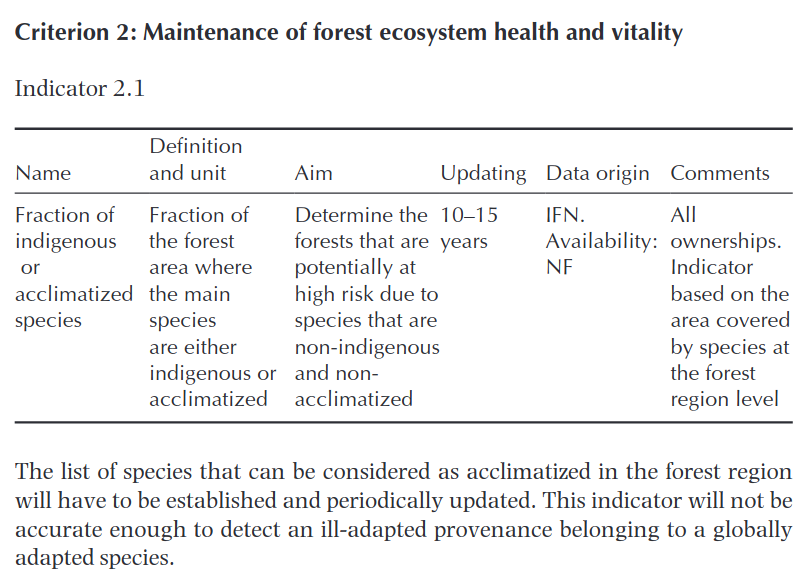 Criterion 2: Maintenance of forest ecosystem health and vitality
Indicator 2.1
Name Definition and unit Aim Updating Data origin Comments
Fraction of Fraction of Determine the 10–15 IFN. All
indigenous the forest forests that are years Availability: ownerships.
or area where potentially at NF Indicator
acclimatized the main high risk due to based on the
species species species that are area covered
are either non-indigenous by species at
indigenous or and non- the forest
acclimatized acclimatized region level
The list of species that can be considered as acclimatized in the forest region
will have to be established and periodically updated. This indicator will not be
accurate enough to detect an ill-adapted provenance belonging to a globally
adapted species.